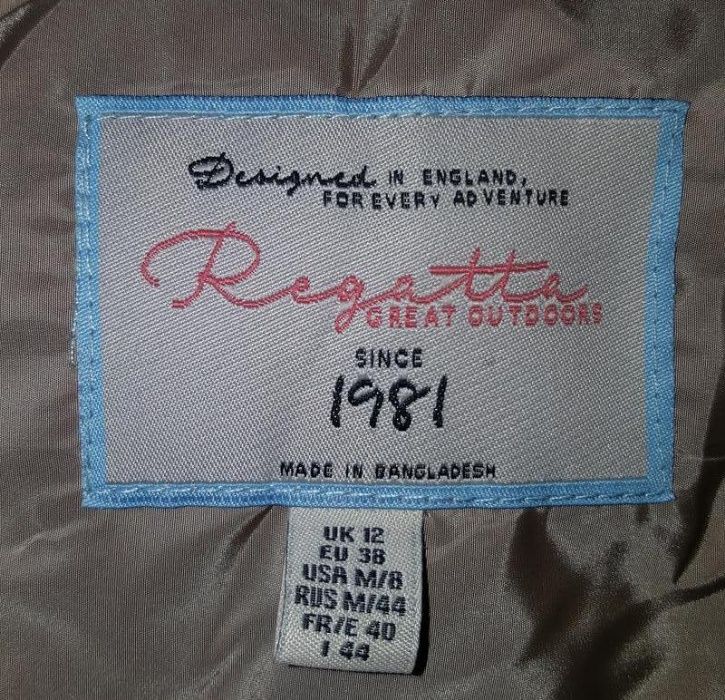 Designed IN ENGLAND,
FOR EVERY ADVENTURE
Regatta
GREAT OUTDOORS
SINCE
1981
MADE IN BANGLADESH
UK 12
EU 38
USA M/8
RUS M/44
FR/E 40
I 44